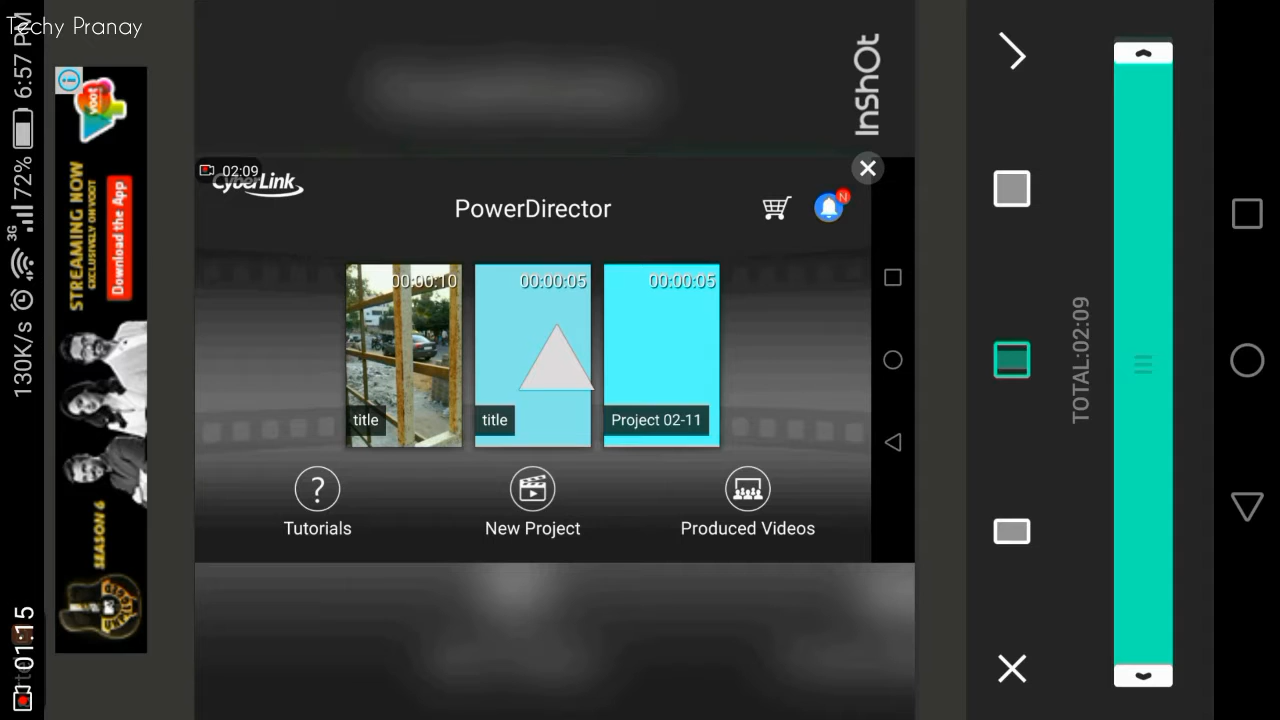 Techy Pranay
130K/s 3G 72% 6:57 PM
01:15
voot
STREAMING NOW
EXCLUSIVELY ON VOOT
Download the App
SEASON 6
InShOt
02:09
CyberLink
PowerDirector
N
00:00:10
00:00:05
00:00:05
title
title
Project 02-11
?
Tutorials
New Project
Produced Videos
TOTAL:02:09